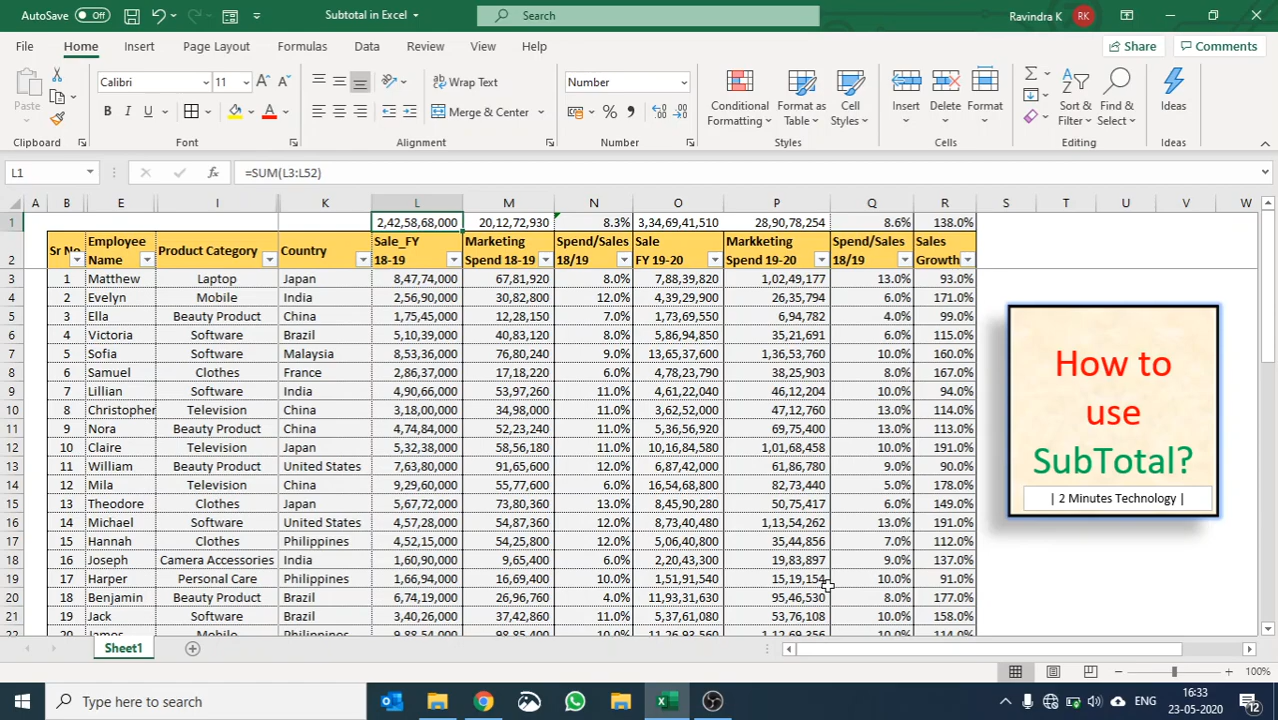 AutoSave Off Subtotal in Excel Search Ravindra K RK
File Home Insert Page Layout Formulas Data Review View Help Share Comments
Paste Calibri 11 Wrap Text Number Conditional Formatting Format as Table Cell Styles Insert Delete Format Sort & Filter Find & Select Ideas
B I U Merge & Center
Clipboard Font Alignment Number Styles Cells Editing Ideas
L1 =SUM(L3:L52)
A B E I K L M N O P Q R S T U V W
1 2,42,58,68,000 20,12,72,930 8.3% 3,34,69,41,510 28,90,78,254 8.6% 138.0%
2 Sr No Employee Name Product Category Country Sale_FY 18-19 Marketing Spend 18-19 Spend/Sales 18/19 Sale FY 19-20 Markketing Spend 19-20 Spend/Sales 18/19 Sales Growth
3 1 Matthew Laptop Japan 8,47,74,000 67,81,920 8.0% 7,88,39,820 1,02,49,177 13.0% 93.0%
4 2 Evelyn Mobile India 2,56,90,000 30,82,800 12.0% 4,39,29,900 26,35,794 6.0% 171.0%
5 3 Ella Beauty Product China 1,75,45,000 12,28,150 7.0% 1,73,69,550 6,94,782 4.0% 99.0%
6 4 Victoria Software Brazil 5,10,39,000 40,83,120 8.0% 5,86,94,850 35,21,691 6.0% 115.0%
7 5 Sofia Software Malaysia 8,53,36,000 76,80,240 9.0% 13,65,37,600 1,36,53,760 10.0% 160.0%
8 6 Samuel Clothes France 2,86,37,000 17,18,220 6.0% 4,78,23,790 38,25,903 8.0% 167.0%
9 7 Lillian Software India 4,90,66,000 53,97,260 11.0% 4,61,22,040 46,12,204 10.0% 94.0%
10 8 Christopher Television China 3,18,00,000 34,98,000 11.0% 3,62,52,000 47,12,760 13.0% 114.0%
11 9 Nora Beauty Product China 4,74,84,000 52,23,240 11.0% 5,36,56,920 69,75,400 13.0% 113.0%
12 10 Claire Television Japan 5,32,38,000 58,56,180 11.0% 10,16,84,580 1,01,68,458 10.0% 191.0%
13 11 William Beauty Product United States 7,63,80,000 91,65,600 12.0% 6,87,42,000 61,86,780 9.0% 90.0%
14 12 Mila Television China 9,29,60,000 55,77,600 6.0% 16,54,68,800 82,73,440 5.0% 178.0%
15 13 Theodore Clothes Japan 5,67,72,000 73,80,360 13.0% 8,45,90,280 50,75,417 6.0% 149.0%
16 14 Michael Software United States 4,57,28,000 54,87,360 12.0% 8,73,40,480 1,13,54,262 13.0% 191.0%
17 15 Hannah Clothes Philippines 4,52,15,000 54,25,800 12.0% 5,06,40,800 35,44,856 7.0% 112.0%
18 16 Joseph Camera Accessories India 1,60,90,000 9,65,400 6.0% 2,20,43,300 19,83,897 9.0% 137.0%
19 17 Harper Personal Care Philippines 1,66,94,000 16,69,400 10.0% 1,51,91,540 15,19,154 10.0% 91.0%
20 18 Benjamin Beauty Product Brazil 6,74,19,000 26,96,760 4.0% 11,93,31,630 95,46,530 8.0% 177.0%
21 19 Jack Software Brazil 3,40,26,000 37,42,860 11.0% 5,37,61,080 53,76,108 10.0% 158.0%
22 20 James Mobile Philippines 9,88,54,000 98,85,400 10.0% 11,26,93,560 1,12,69,356 10.0% 114.0%
How to
use
SubTotal?
| 2 Minutes Technology |
Sheet1
100%
Type here to search ENG 16:33
23-05-2020 12